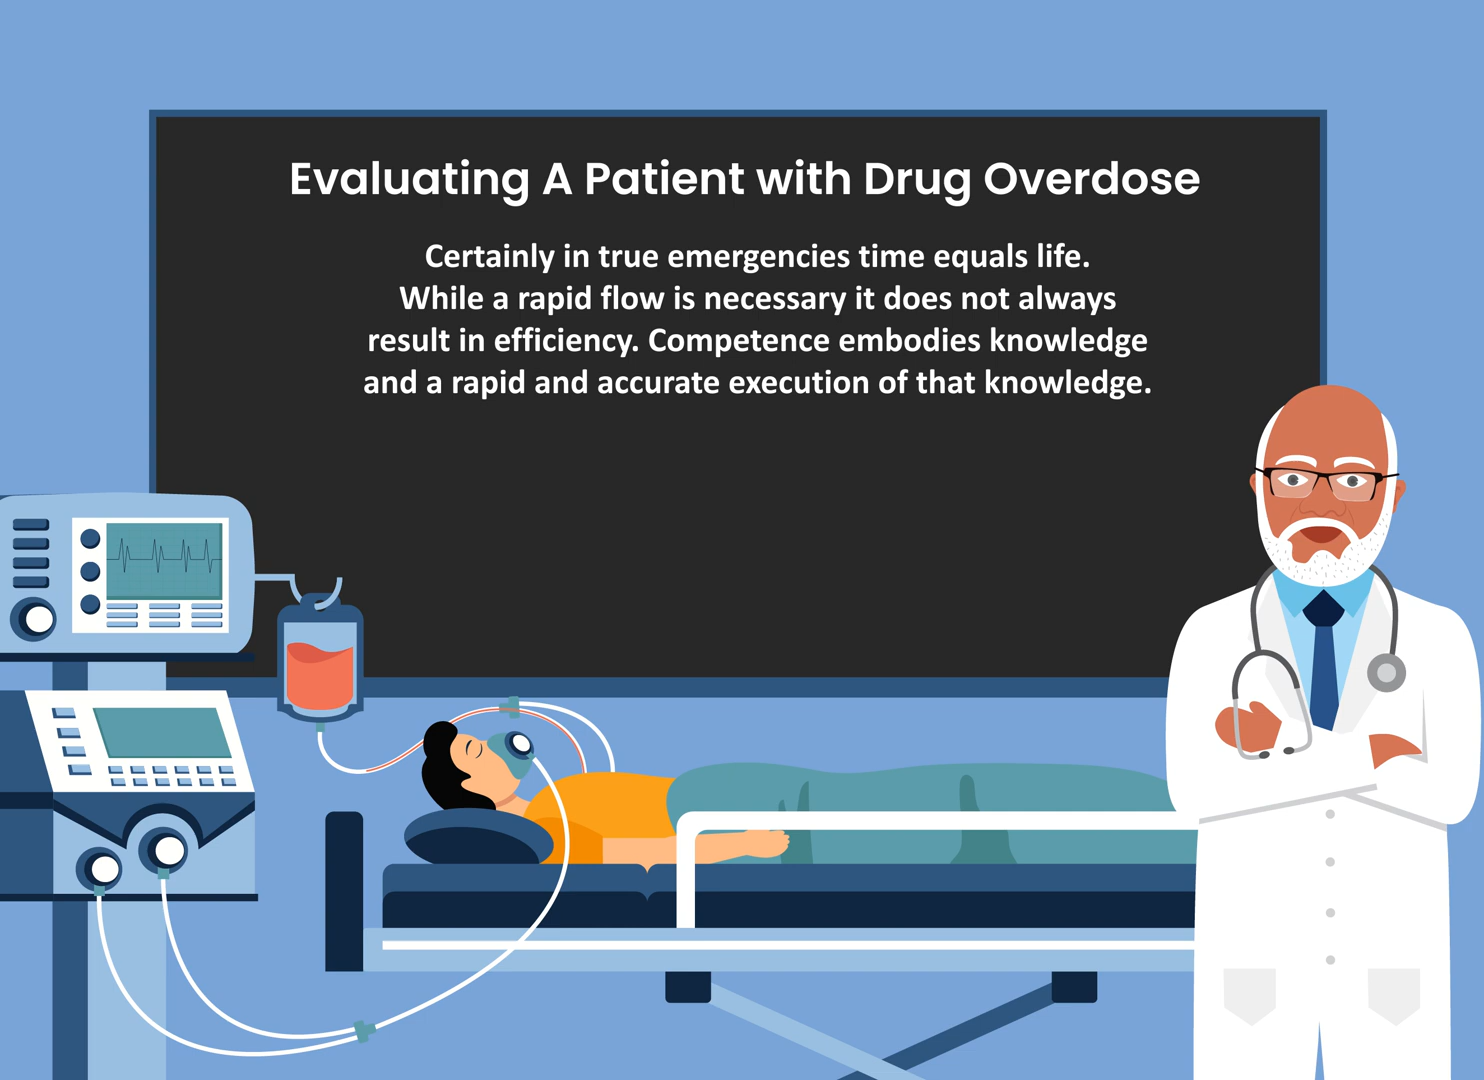 Evaluating A Patient with Drug Overdose
Certainly in true emergencies time equals life.
While a rapid flow is necessary it does not always
result in efficiency. Competence embodies knowledge
and a rapid and accurate execution of that knowledge.